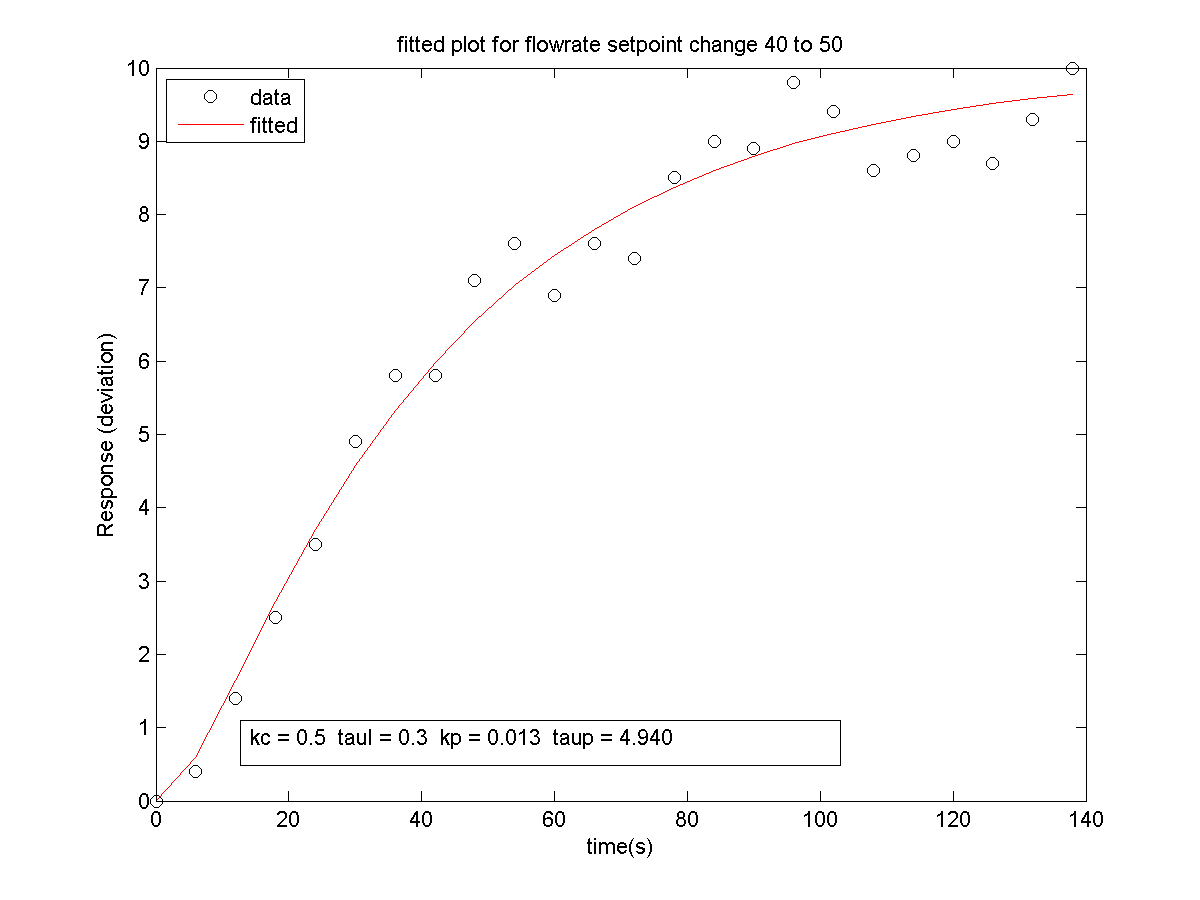 fitted plot for flowrate setpoint change 40 to 50
data
fitted
10
9
8
7
6
5
4
3
2
1
0
Response (deviation)
kc = 0.5  tauI = 0.3  kp = 0.013  taup = 4.940
0 20 40 60 80 100 120 140
time(s)